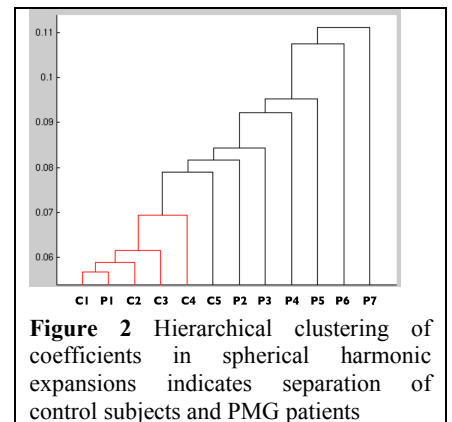 0.11
0.1
0.09
0.08
0.07
0.06
C1 P1 C2 C3 C4 C5 P2 P3 P4 P5 P6 P7
Figure 2 Hierarchical clustering of
coefficients in spherical harmonic
expansions indicates separation of
control subjects and PMG patients